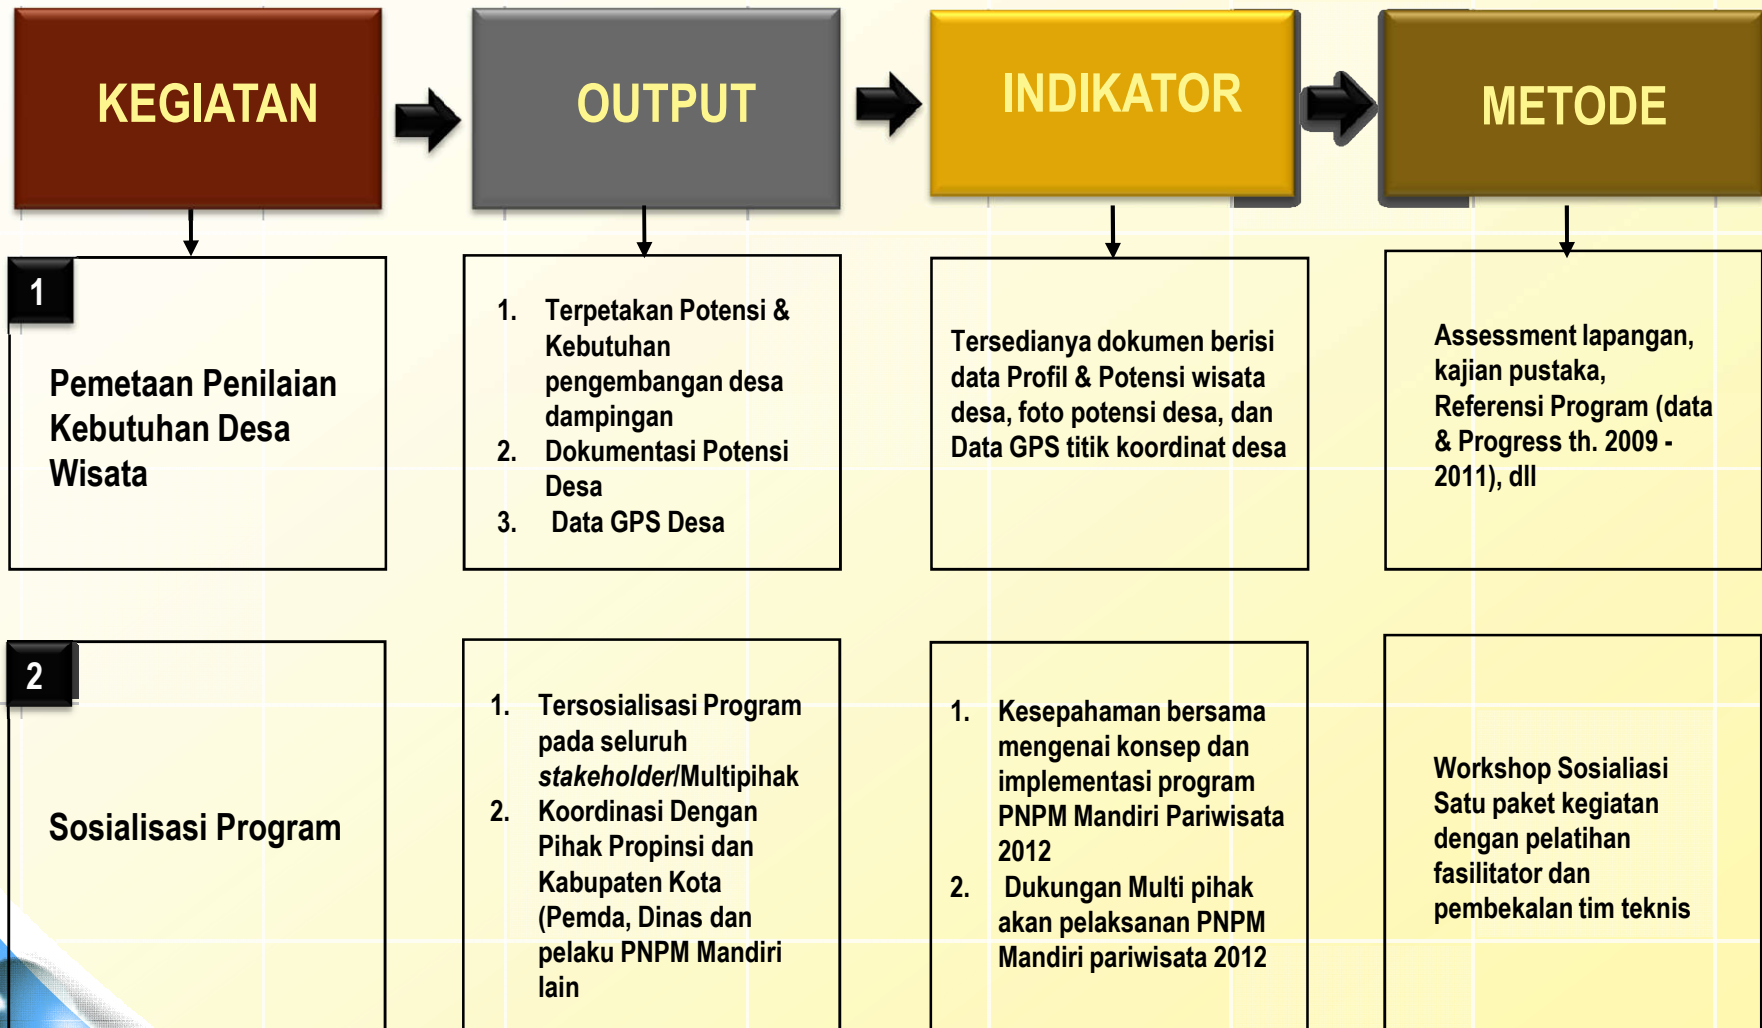 KEGIATAN
OUTPUT
INDIKATOR
METODE
1
Pemetaan Penilaian
Kebutuhan Desa
Wisata
1. Terpetakan Potensi &
Kebutuhan
pengembangan desa
dampingan
2. Dokumentasi Potensi
Desa
3. Data GPS Desa
Tersedianya dokumen berisi
data Profil & Potensi wisata
desa, foto potensi desa, dan
Data GPS titik koordinat desa
Assessment lapangan,
kajian pustaka,
Referensi Program (data
& Progress th. 2009 -
2011), dll
2
Sosialisasi Program
1. Tersosialisasi Program
pada seluruh
stakeholder/Multipihak
2. Koordinasi Dengan
Pihak Propinsi dan
Kabupaten Kota
(Pemda, Dinas dan
pelaku PNPM Mandiri
lain
1. Kesepahaman bersama
mengenai konsep dan
implementasi program
PNPM Mandiri Pariwisata
2012
2. Dukungan Multi pihak
akan pelaksanan PNPM
Mandiri pariwisata 2012
Workshop Sosialiasi
Satu paket kegiatan
dengan pelatihan
fasilitator dan
pembekalan tim teknis